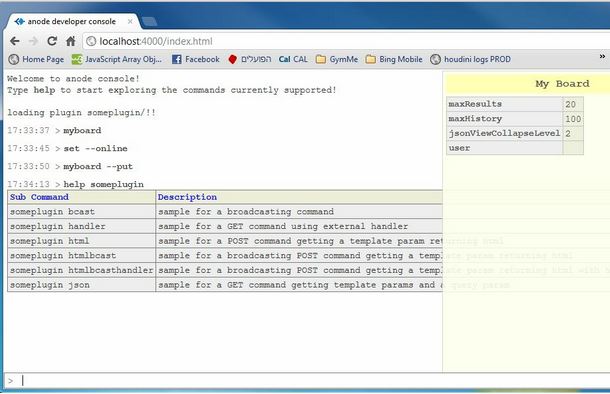 anode developer console
localhost:4000/index.html
Home Page JavaScript Array Obj... Facebook הפועלים Cal CAL GymMe Bing Mobile houdini logs PROD »
Welcome to anode console!
Type help to start exploring the commands currently supported!
loading plugin someplugin/!!
17:33:37 > myboard
17:33:45 > set --online
17:33:50 > myboard --put
17:34:13 > help someplugin
Sub Command Description
someplugin bcast sample for a broadcasting command
someplugin handler sample for a GET command using external handler
someplugin html sample for a POST command getting a template param returning html
someplugin htmlbcast sample for a broadcasting POST command getting a template param returning html
someplugin htmlbcasthandler sample for a broadcasting POST command getting a template param returning html with
someplugin json sample for a GET command getting template params and a query param
My Board
maxResults 20
maxHistory 100
jsonViewCollapseLevel 2
user
>